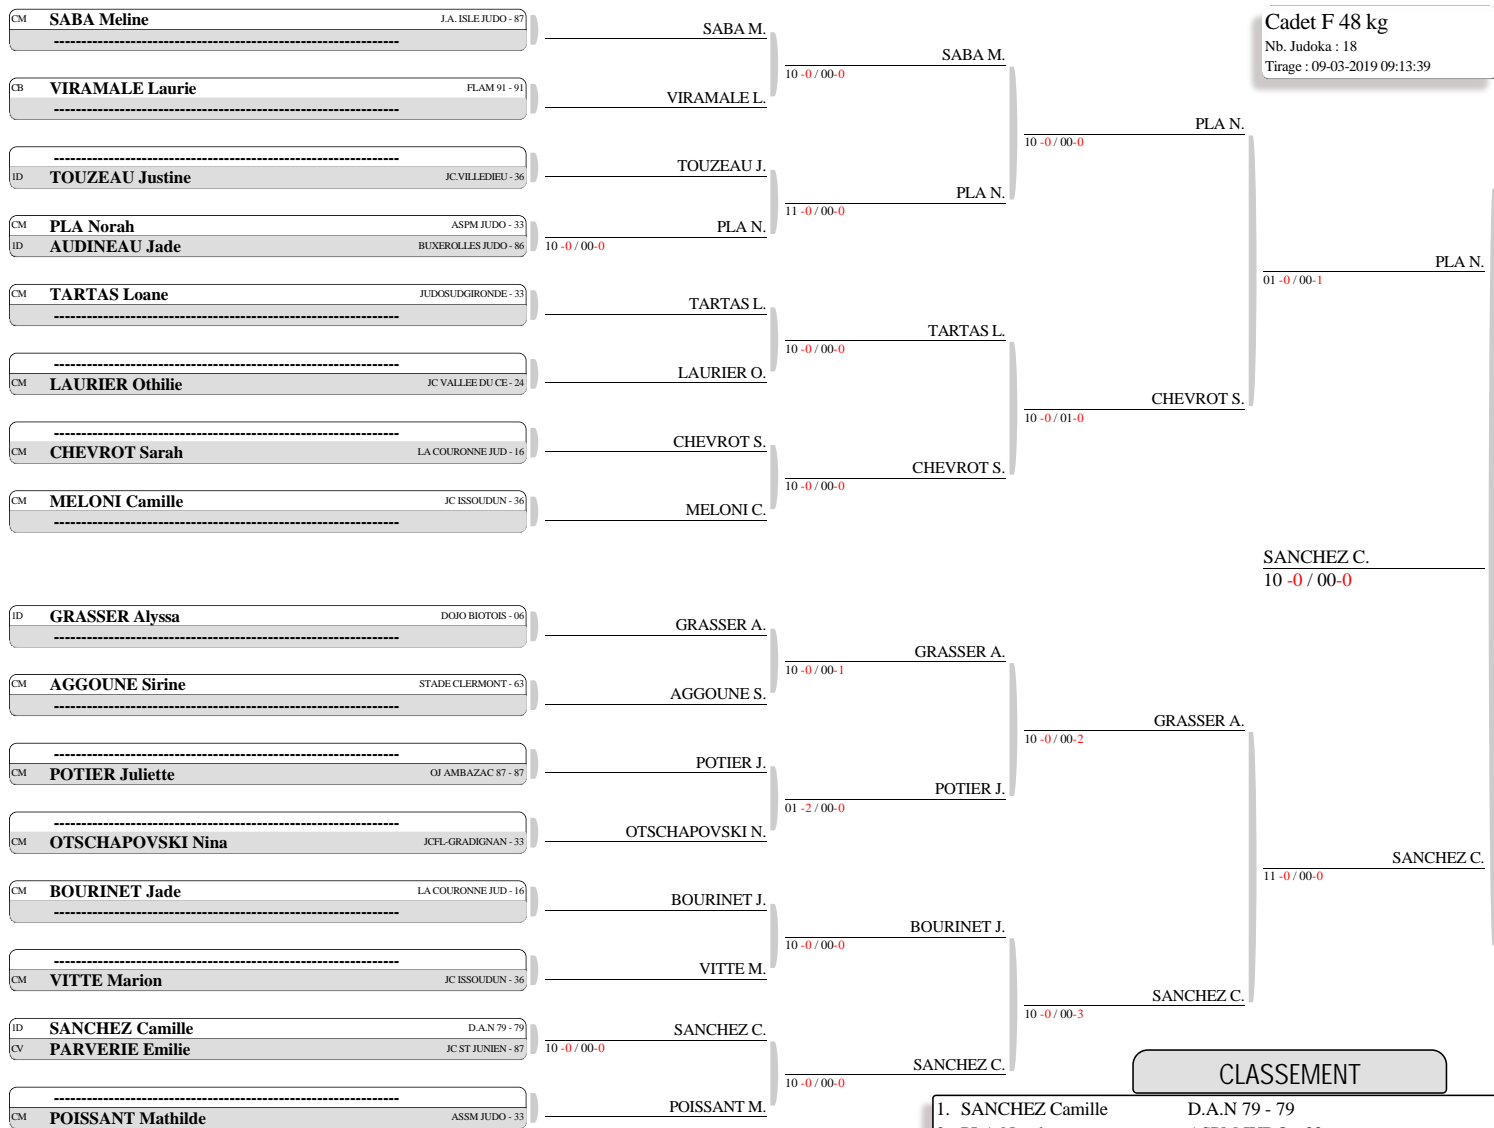 Cadet F 48 kg
Nb. Judoka : 18
Tirage : 09-03-2019 09:13:39
CM SABA Meline J.A. ISLE JUDO - 87
----------------------------------------------------------------
CB VIRAMALE Laurie FLAM 91 - 91
----------------------------------------------------------------
----------------------------------------------------------------
1D TOUZEAU Justine JC.VILLEDIEU - 36
CM PLA Norah ASPM JUDO - 33
1D AUDINEAU Jade BUXEROLLES JUDO - 86
CM TARTAS Loane JUDOSUDGIRONDE - 33
----------------------------------------------------------------
----------------------------------------------------------------
CM LAURIER Othilie JC VALLEE DU CE - 24
----------------------------------------------------------------
CM CHEVROT Sarah LA COURONNE JUD - 16
CM MELONI Camille JC ISSOUDUN - 36
----------------------------------------------------------------
1D GRASSER Alyssa DOJO BIOTOIS - 06
----------------------------------------------------------------
CM AGGOUNE Sirine STADE CLERMONT - 63
----------------------------------------------------------------
----------------------------------------------------------------
CM POTIER Juliette OJ AMBAZAC 87 - 87
----------------------------------------------------------------
CM OTSCHAPOVSKI Nina JCFL-GRADIGNAN - 33
CM BOURINET Jade LA COURONNE JUD - 16
----------------------------------------------------------------
----------------------------------------------------------------
CM VITTE Marion JC ISSOUDUN - 36
1D SANCHEZ Camille D.A.N 79 - 79
CV PARVERIE Emilie JC ST JUNIEN - 87
----------------------------------------------------------------
CM POISSANT Mathilde ASSM JUDO - 33
SABA M.
VIRAMALE L.
TOUZEAU J.
PLA N.
10 -0 / 00-0
TARTAS L.
LAURIER O.
CHEVROT S.
MELONI C.
GRASSER A.
AGGOUNE S.
POTIER J.
OTSCHAPOVSKI N.
BOURINET J.
VITTE M.
SANCHEZ C.
10 -0 / 00-0
POISSANT M.
SABA M.
10 -0 / 00-0
PLA N.
11 -0 / 00-0
TARTAS L.
10 -0 / 00-0
CHEVROT S.
10 -0 / 00-0
GRASSER A.
10 -0 / 00-1
POTIER J.
01 -2 / 00-0
BOURINET J.
10 -0 / 00-0
SANCHEZ C.
10 -0 / 00-0
PLA N.
10 -0 / 00-0
CHEVROT S.
10 -0 / 01-0
GRASSER A.
10 -0 / 00-2
SANCHEZ C.
10 -0 / 00-3
PLA N.
01 -0 / 00-1
SANCHEZ C.
11 -0 / 00-0
SANCHEZ C.
10 -0 / 00-0
CLASSEMENT
1. SANCHEZ Camille D.A.N 79 - 79